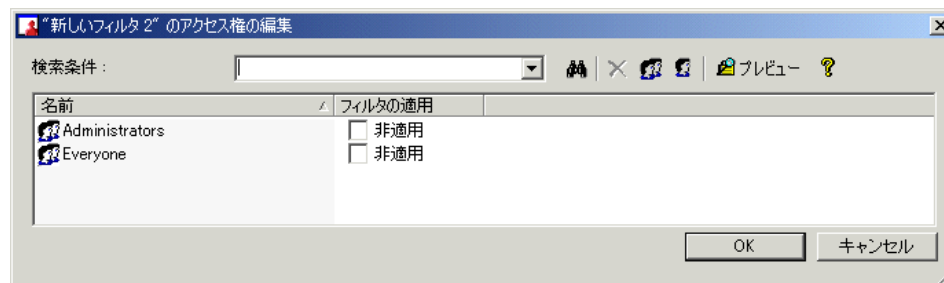 “新しいフィルタ 2” のアクセス権の編集
検索条件： プレビュー
名前 フィルタの適用
Administrators 非適用
Everyone 非適用
OK キャンセル